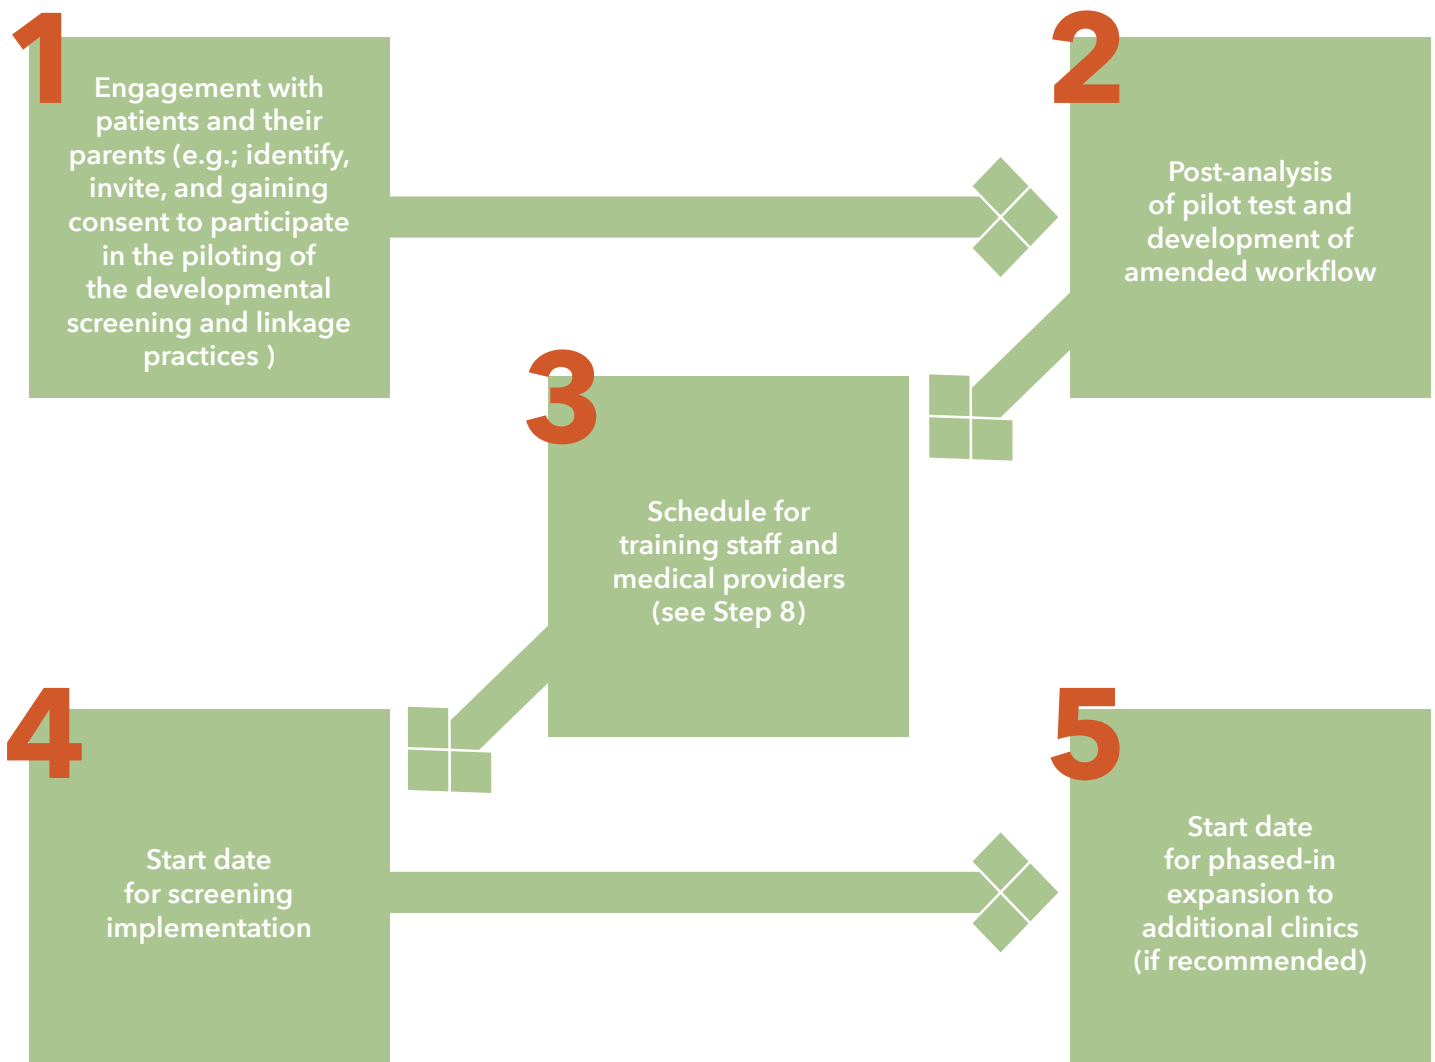 1
Engagement with
patients and their
parents (e.g.; identify,
invite, and gaining
consent to participate
in the piloting of
the developmental
screening and linkage
practices )
2
Post-analysis
of pilot test and
development of
amended workflow
3
Schedule for
training staff and
medical providers
(see Step 8)
4
Start date
for screening
implementation
5
Start date
for phased-in
expansion to
additional clinics
(if recommended)